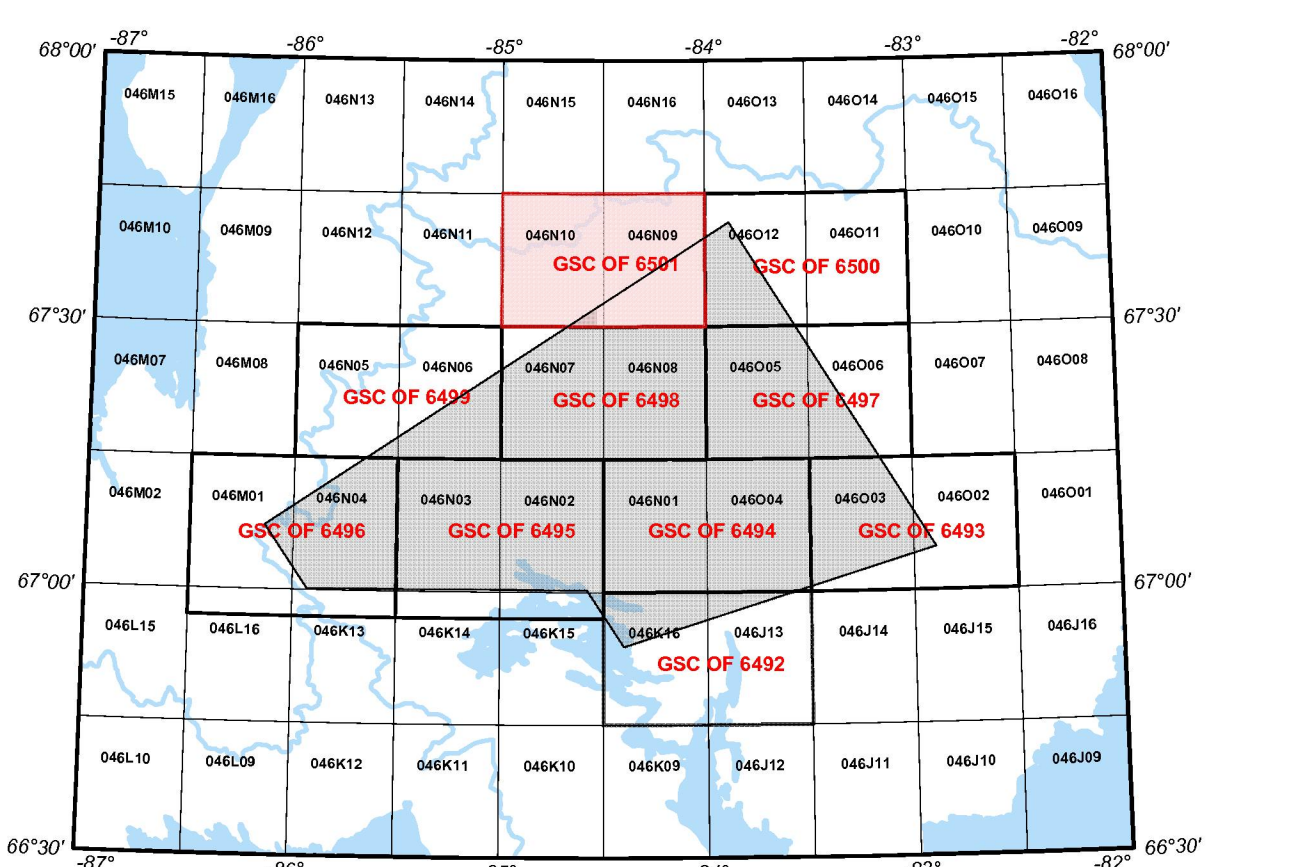 -87° -86° -85° -84° -83° -82°
68°00' 68°00'
046M15 046M16 046N13 046N14 046N15 046N16 046O13 046O14 046O15 046O16
046M10 046M09 046N12 046N11 046N10 046N09 046O12 046O11 046O10 046O09
GSC OF 6501 GSC OF 6500
67°30' 67°30'
046M07 046M08 046N05 046N06 046N07 046N08 046O05 046O06 046O07 046O08
GSC OF 6499 GSC OF 6498 GSC OF 6497
046M02 046M01 046N04 046N03 046N02 046N01 046O04 046O03 046O02 046O01
GSC OF 6496 GSC OF 6495 GSC OF 6494 GSC OF 6493
67°00' 67°00'
046L15 046L16 046K13 046K14 046K15 046K16 046J13 046J14 046J15 046J16
GSC OF 6492
046L10 046L09 046K12 046K11 046K10 046K09 046J12 046J11 046J10 046J09
66°30' 66°30'
-87° -86° -85° -84° -83° -82°